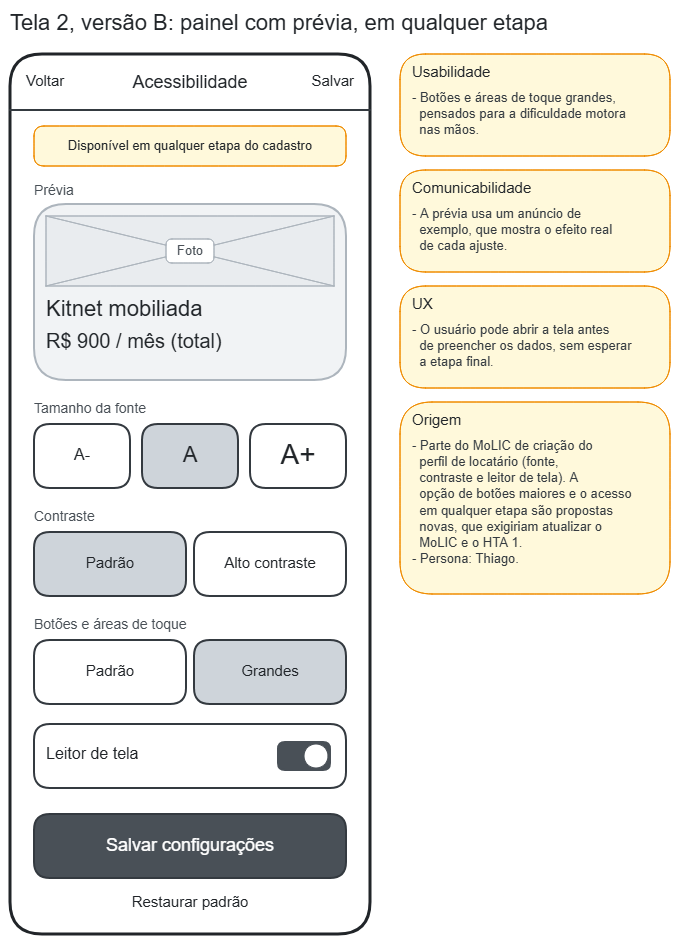 Tela 2, versão B: painel com prévia, em qualquer etapa
Voltar
Acessibilidade
Salvar
Disponível em qualquer etapa do cadastro
Prévia
Foto
Kitnet mobiliada
R$ 900 / mês (total)
Tamanho da fonte
A-
A
A+
Contraste
Padrão
Alto contraste
Botões e áreas de toque
Padrão
Grandes
Leitor de tela
Salvar configurações
Restaurar padrão
Usabilidade
- Botões e áreas de toque grandes,
pensados para a dificuldade motora
nas mãos.
Comunicabilidade
- A prévia usa um anúncio de
exemplo, que mostra o efeito real
de cada ajuste.
UX
- O usuário pode abrir a tela antes
de preencher os dados, sem esperar
a etapa final.
Origem
- Parte do MoLIC de criação do
perfil de locatário (fonte,
contraste e leitor de tela). A
opção de botões maiores e o acesso
em qualquer etapa são propostas
novas, que exigiriam atualizar o
MoLIC e o HTA 1.
- Persona: Thiago.